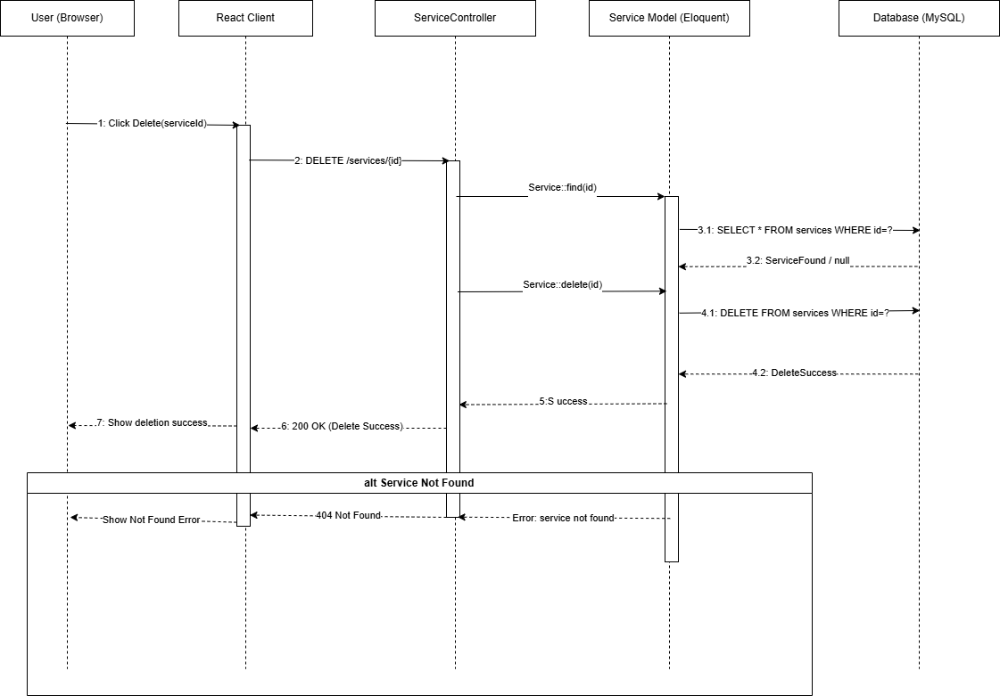 User (Browser)
React Client
ServiceController
Service Model (Eloquent)
Database (MySQL)
1: Click Delete(serviceId)
2: DELETE /services/{id}
Service::find(id)
3.1: SELECT * FROM services WHERE id=?
3.2: ServiceFound / null
Service::delete(id)
4.1: DELETE FROM services WHERE id=?
4.2: DeleteSuccess
5:S uccess
6: 200 OK (Delete Success)
7: Show deletion success
alt Service Not Found
Error: service not found
404 Not Found
Show Not Found Error